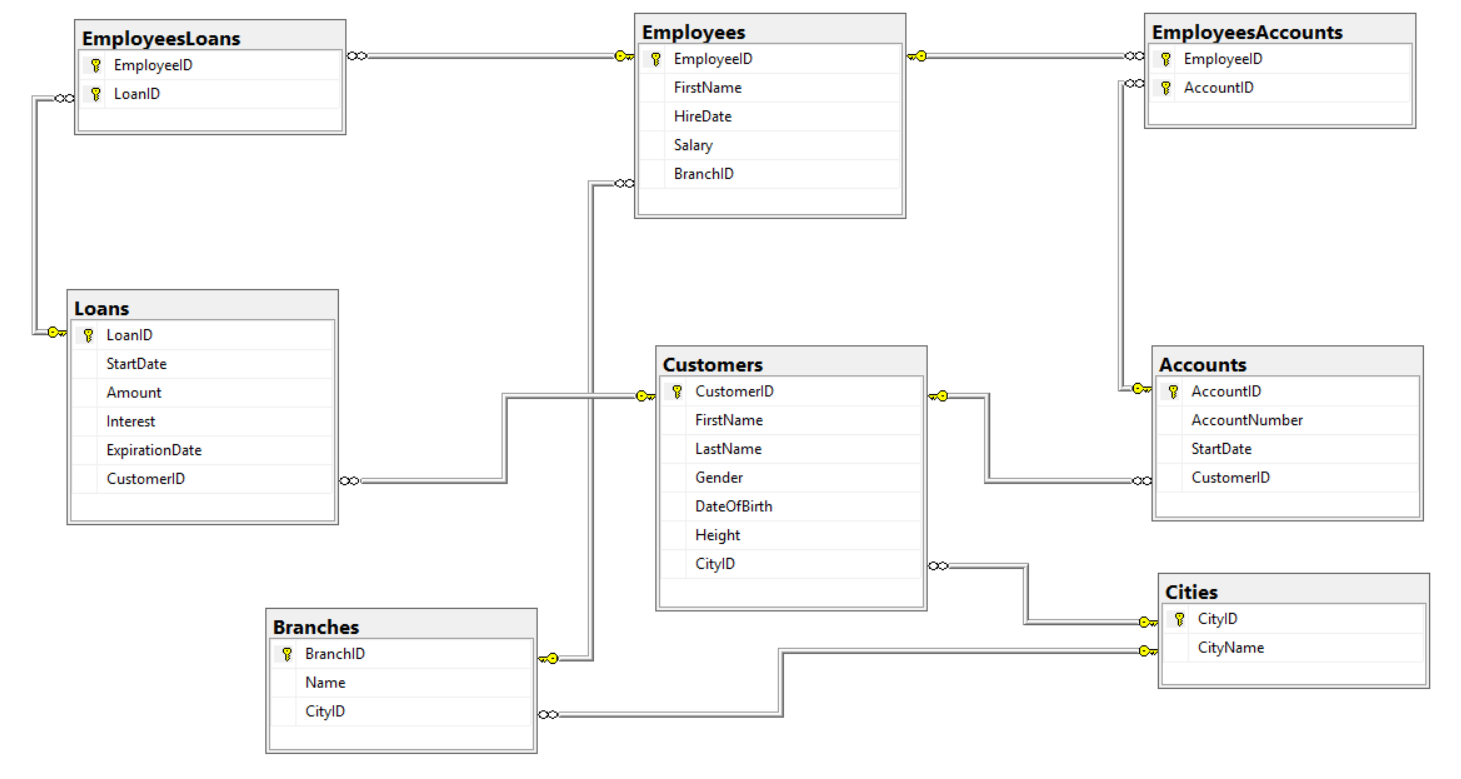 EmployeesLoans
EmployeeID
LoanID
Employees
EmployeeID
FirstName
HireDate
Salary
BranchID
EmployeesAccounts
EmployeeID
AccountID
Loans
LoanID
StartDate
Amount
Interest
ExpirationDate
CustomerID
Customers
CustomerID
FirstName
LastName
Gender
DateOfBirth
Height
CityID
Accounts
AccountID
AccountNumber
StartDate
CustomerID
Branches
BranchID
Name
CityID
Cities
CityID
CityName